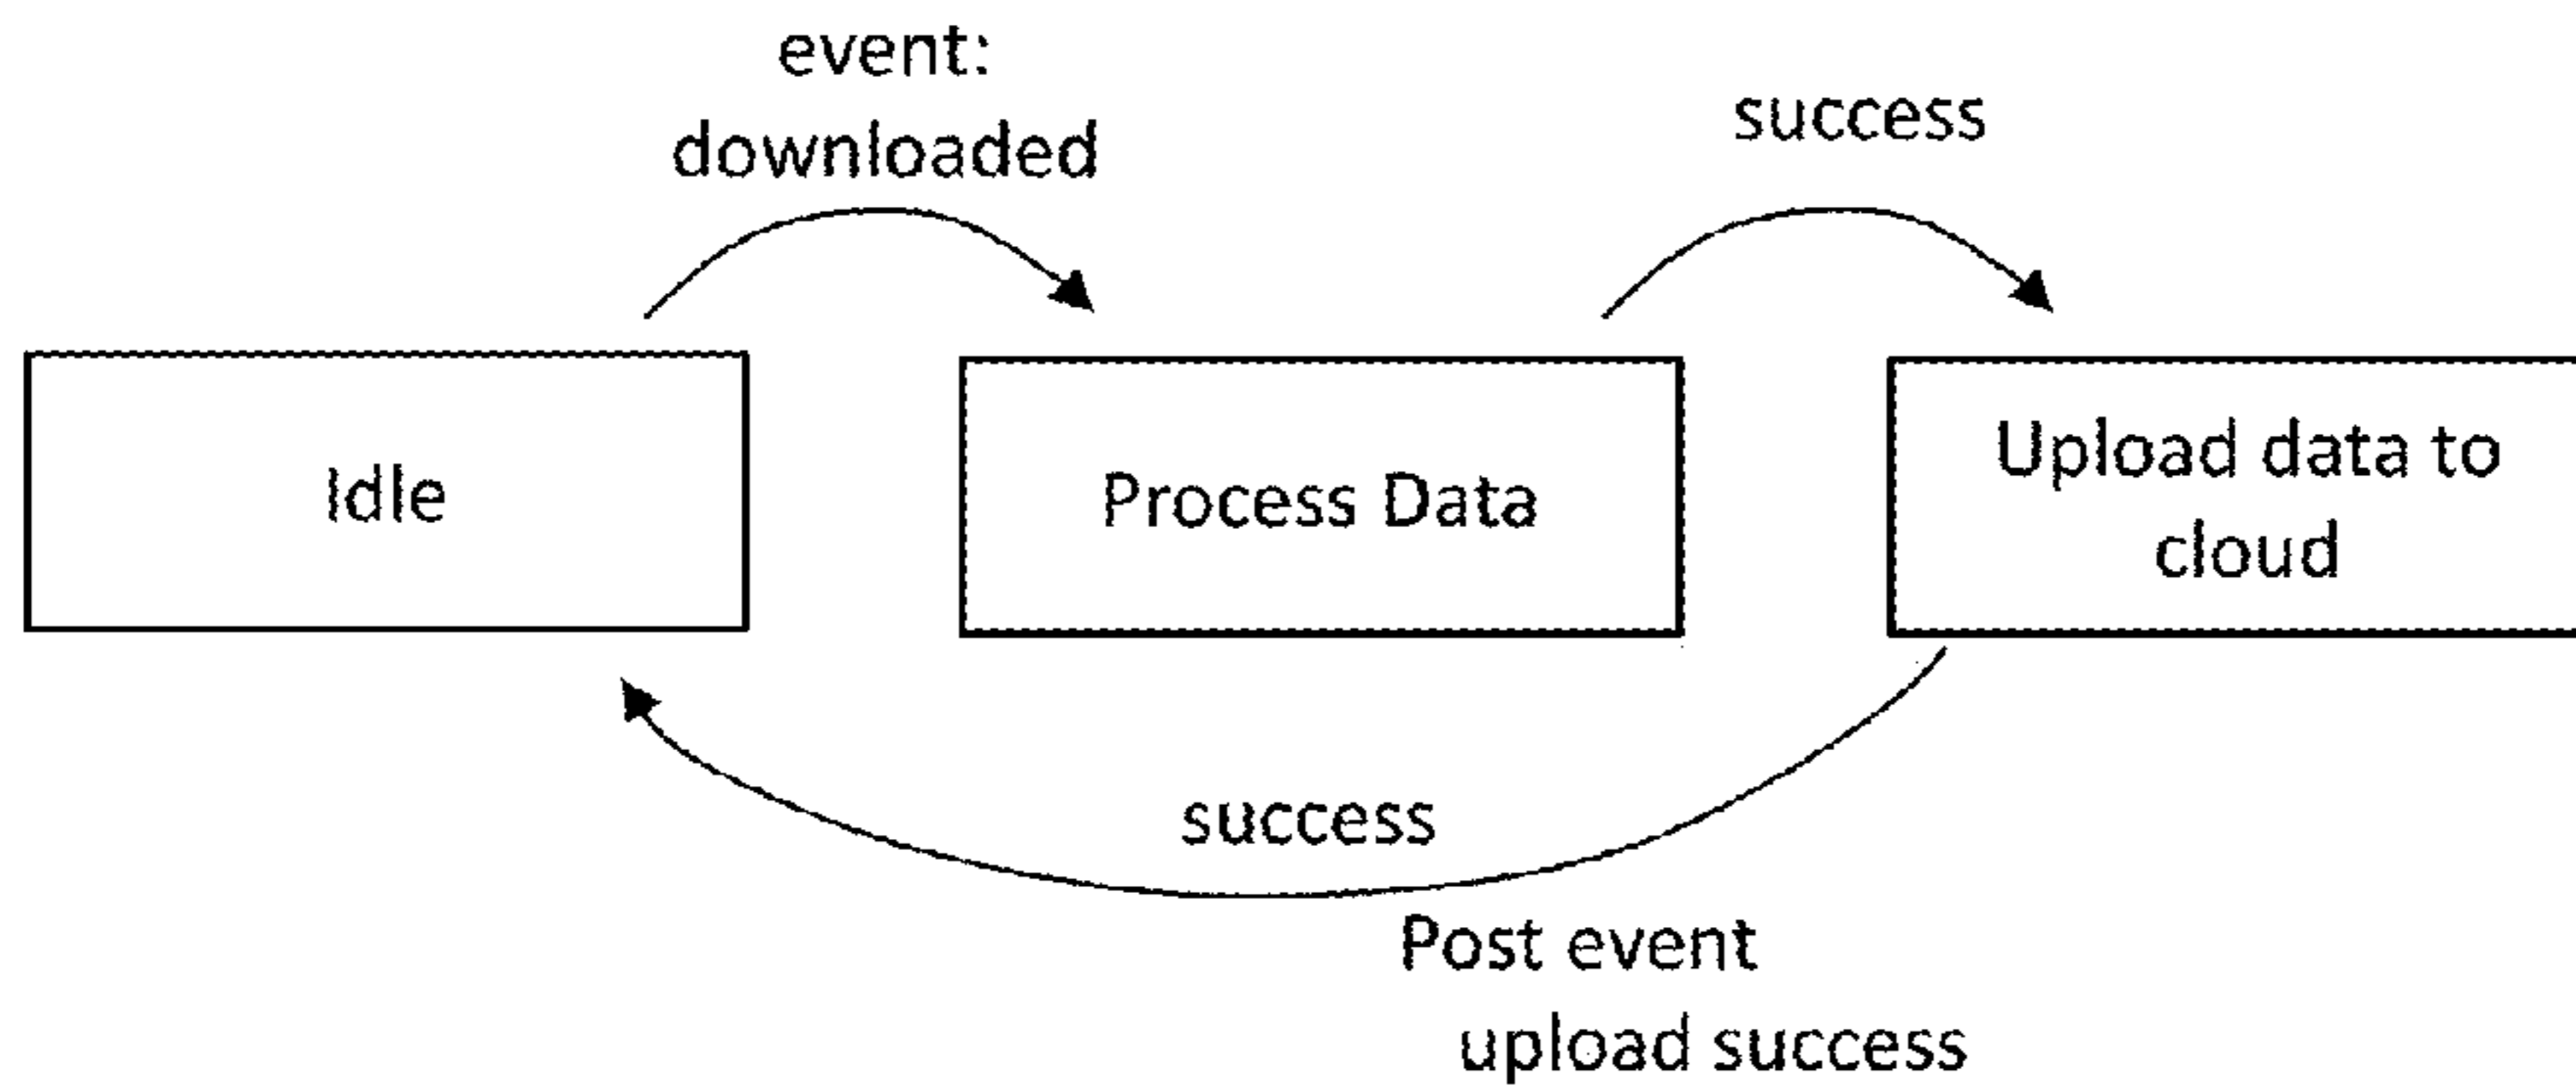 event:
downloaded
success
Idle
Process Data
Upload data to
cloud
success
Post event
upload success